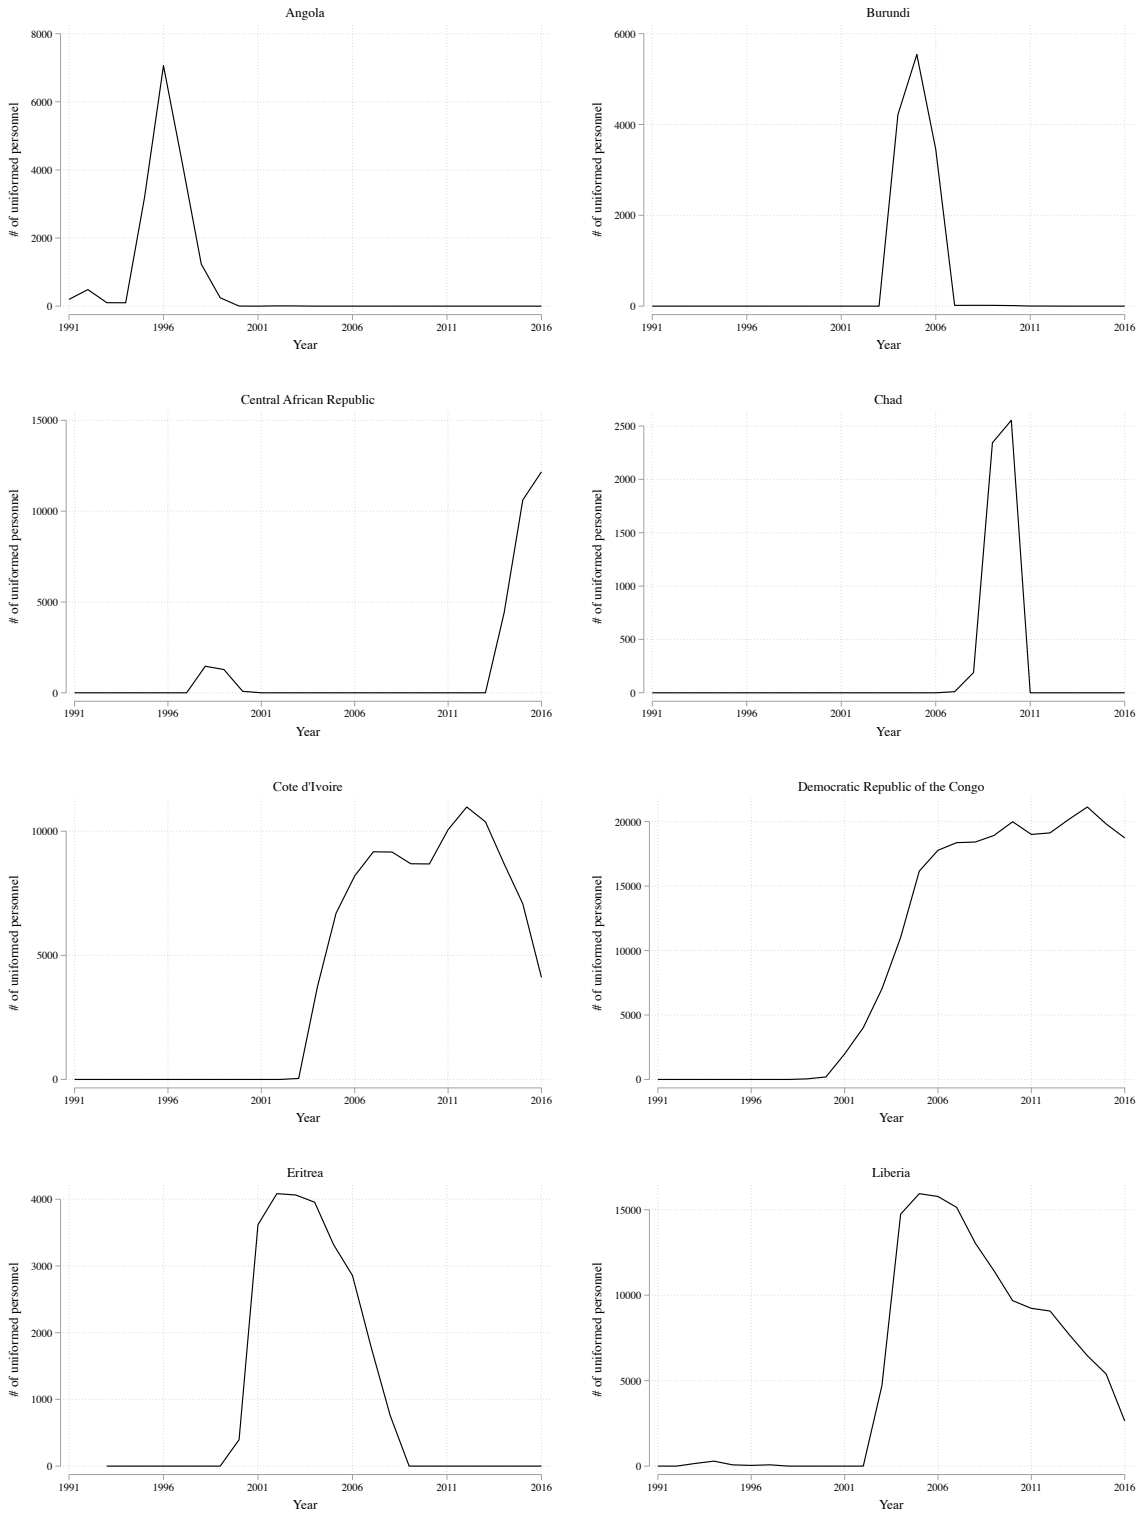 Angola
# of uniformed personnel
8000
6000
4000
2000
0
1991 1996 2001 2006 2011 2016
Year
Burundi
# of uniformed personnel
6000
4000
2000
0
1991 1996 2001 2006 2011 2016
Year
Central African Republic
# of uniformed personnel
15000
10000
5000
0
1991 1996 2001 2006 2011 2016
Year
Chad
# of uniformed personnel
2500
2000
1500
1000
500
0
1991 1996 2001 2006 2011 2016
Year
Cote d'Ivoire
# of uniformed personnel
10000
5000
0
1991 1996 2001 2006 2011 2016
Year
Democratic Republic of the Congo
# of uniformed personnel
20000
15000
10000
5000
0
1991 1996 2001 2006 2011 2016
Year
Eritrea
# of uniformed personnel
4000
3000
2000
1000
0
1991 1996 2001 2006 2011 2016
Year
Liberia
# of uniformed personnel
15000
10000
5000
0
1991 1996 2001 2006 2011 2016
Year